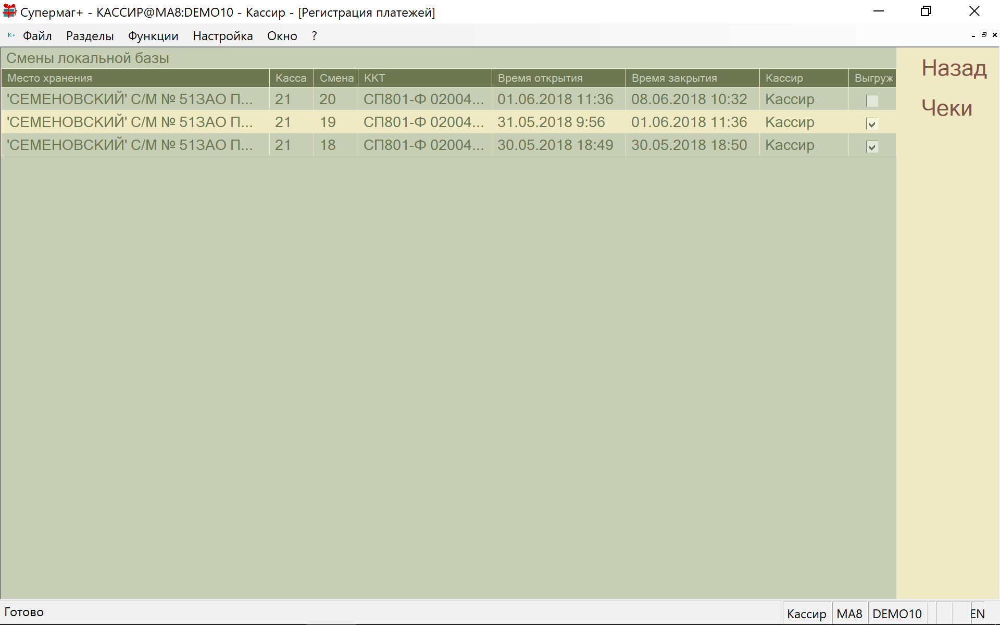 Супермаг+ - КАССИР@MA8:DEMO10 - Кассир - [Регистрация платежей]
K+ Файл Разделы Функции Настройка Окно ?
Смены локальной базы
Назад
Место хранения Касса Смена ККТ Время открытия Время закрытия Кассир Выгруж
'СЕМЕНОВСКИЙ' С/М № 51ЗАО П... 21 20 СП801-Ф 02004... 01.06.2018 11:36 08.06.2018 10:32 Кассир
Чеки
'СЕМЕНОВСКИЙ' С/М № 51ЗАО П... 21 19 СП801-Ф 02004... 31.05.2018 9:56 01.06.2018 11:36 Кассир
'СЕМЕНОВСКИЙ' С/М № 51ЗАО П... 21 18 СП801-Ф 02004... 30.05.2018 18:49 30.05.2018 18:50 Кассир
Готово Кассир MA8 DEMO10 EN